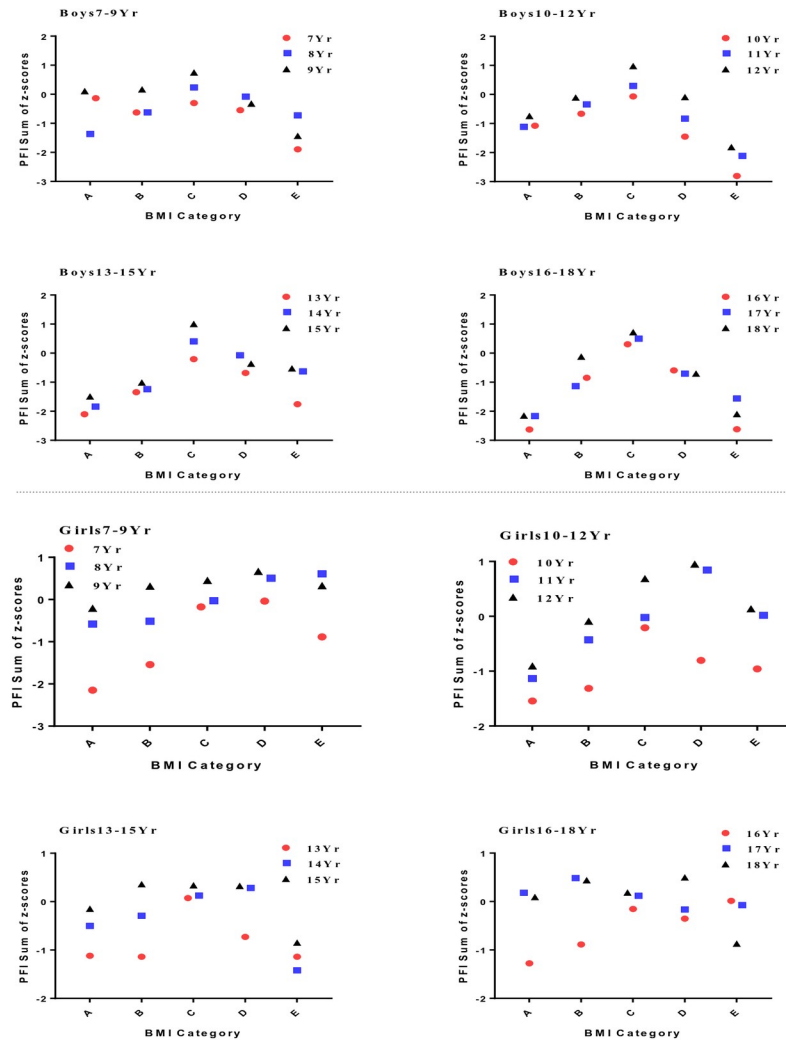 Boys7-9Yr
7Yr
8Yr
9Yr
PFI Sum of z-scores
2
1
0
-1
-2
-3
A
B
C
D
E
BMI Category
Boys10-12Yr
10Yr
11Yr
12Yr
PFI Sum of z-scores
2
1
0
-1
-2
-3
A
B
C
D
E
BMI Category
Boys13-15Yr
13Yr
14Yr
15Yr
PFI Sum of z-scores
2
1
0
-1
-2
-3
A
B
C
D
E
BMI Category
Boys16-18Yr
16Yr
17Yr
18Yr
PFI Sum of z-scores
2
1
0
-1
-2
-3
A
B
C
D
E
BMI Category
Girls7-9Yr
7Yr
8Yr
9Yr
PFI Sum of z-scores
1
0
-1
-2
-3
A
B
C
D
E
BMI Category
Girls10-12Yr
10Yr
11Yr
12Yr
PFI Sum of z-scores
1
0
-1
-2
A
B
C
D
E
BMI Category
Girls13-15Yr
13Yr
14Yr
15Yr
PFI Sum of z-scores
1
0
-1
-2
A
B
C
D
E
BMI Category
Girls16-18Yr
16Yr
17Yr
18Yr
PFI Sum of z-scores
1
0
-1
-2
A
B
C
D
E
BMI Category